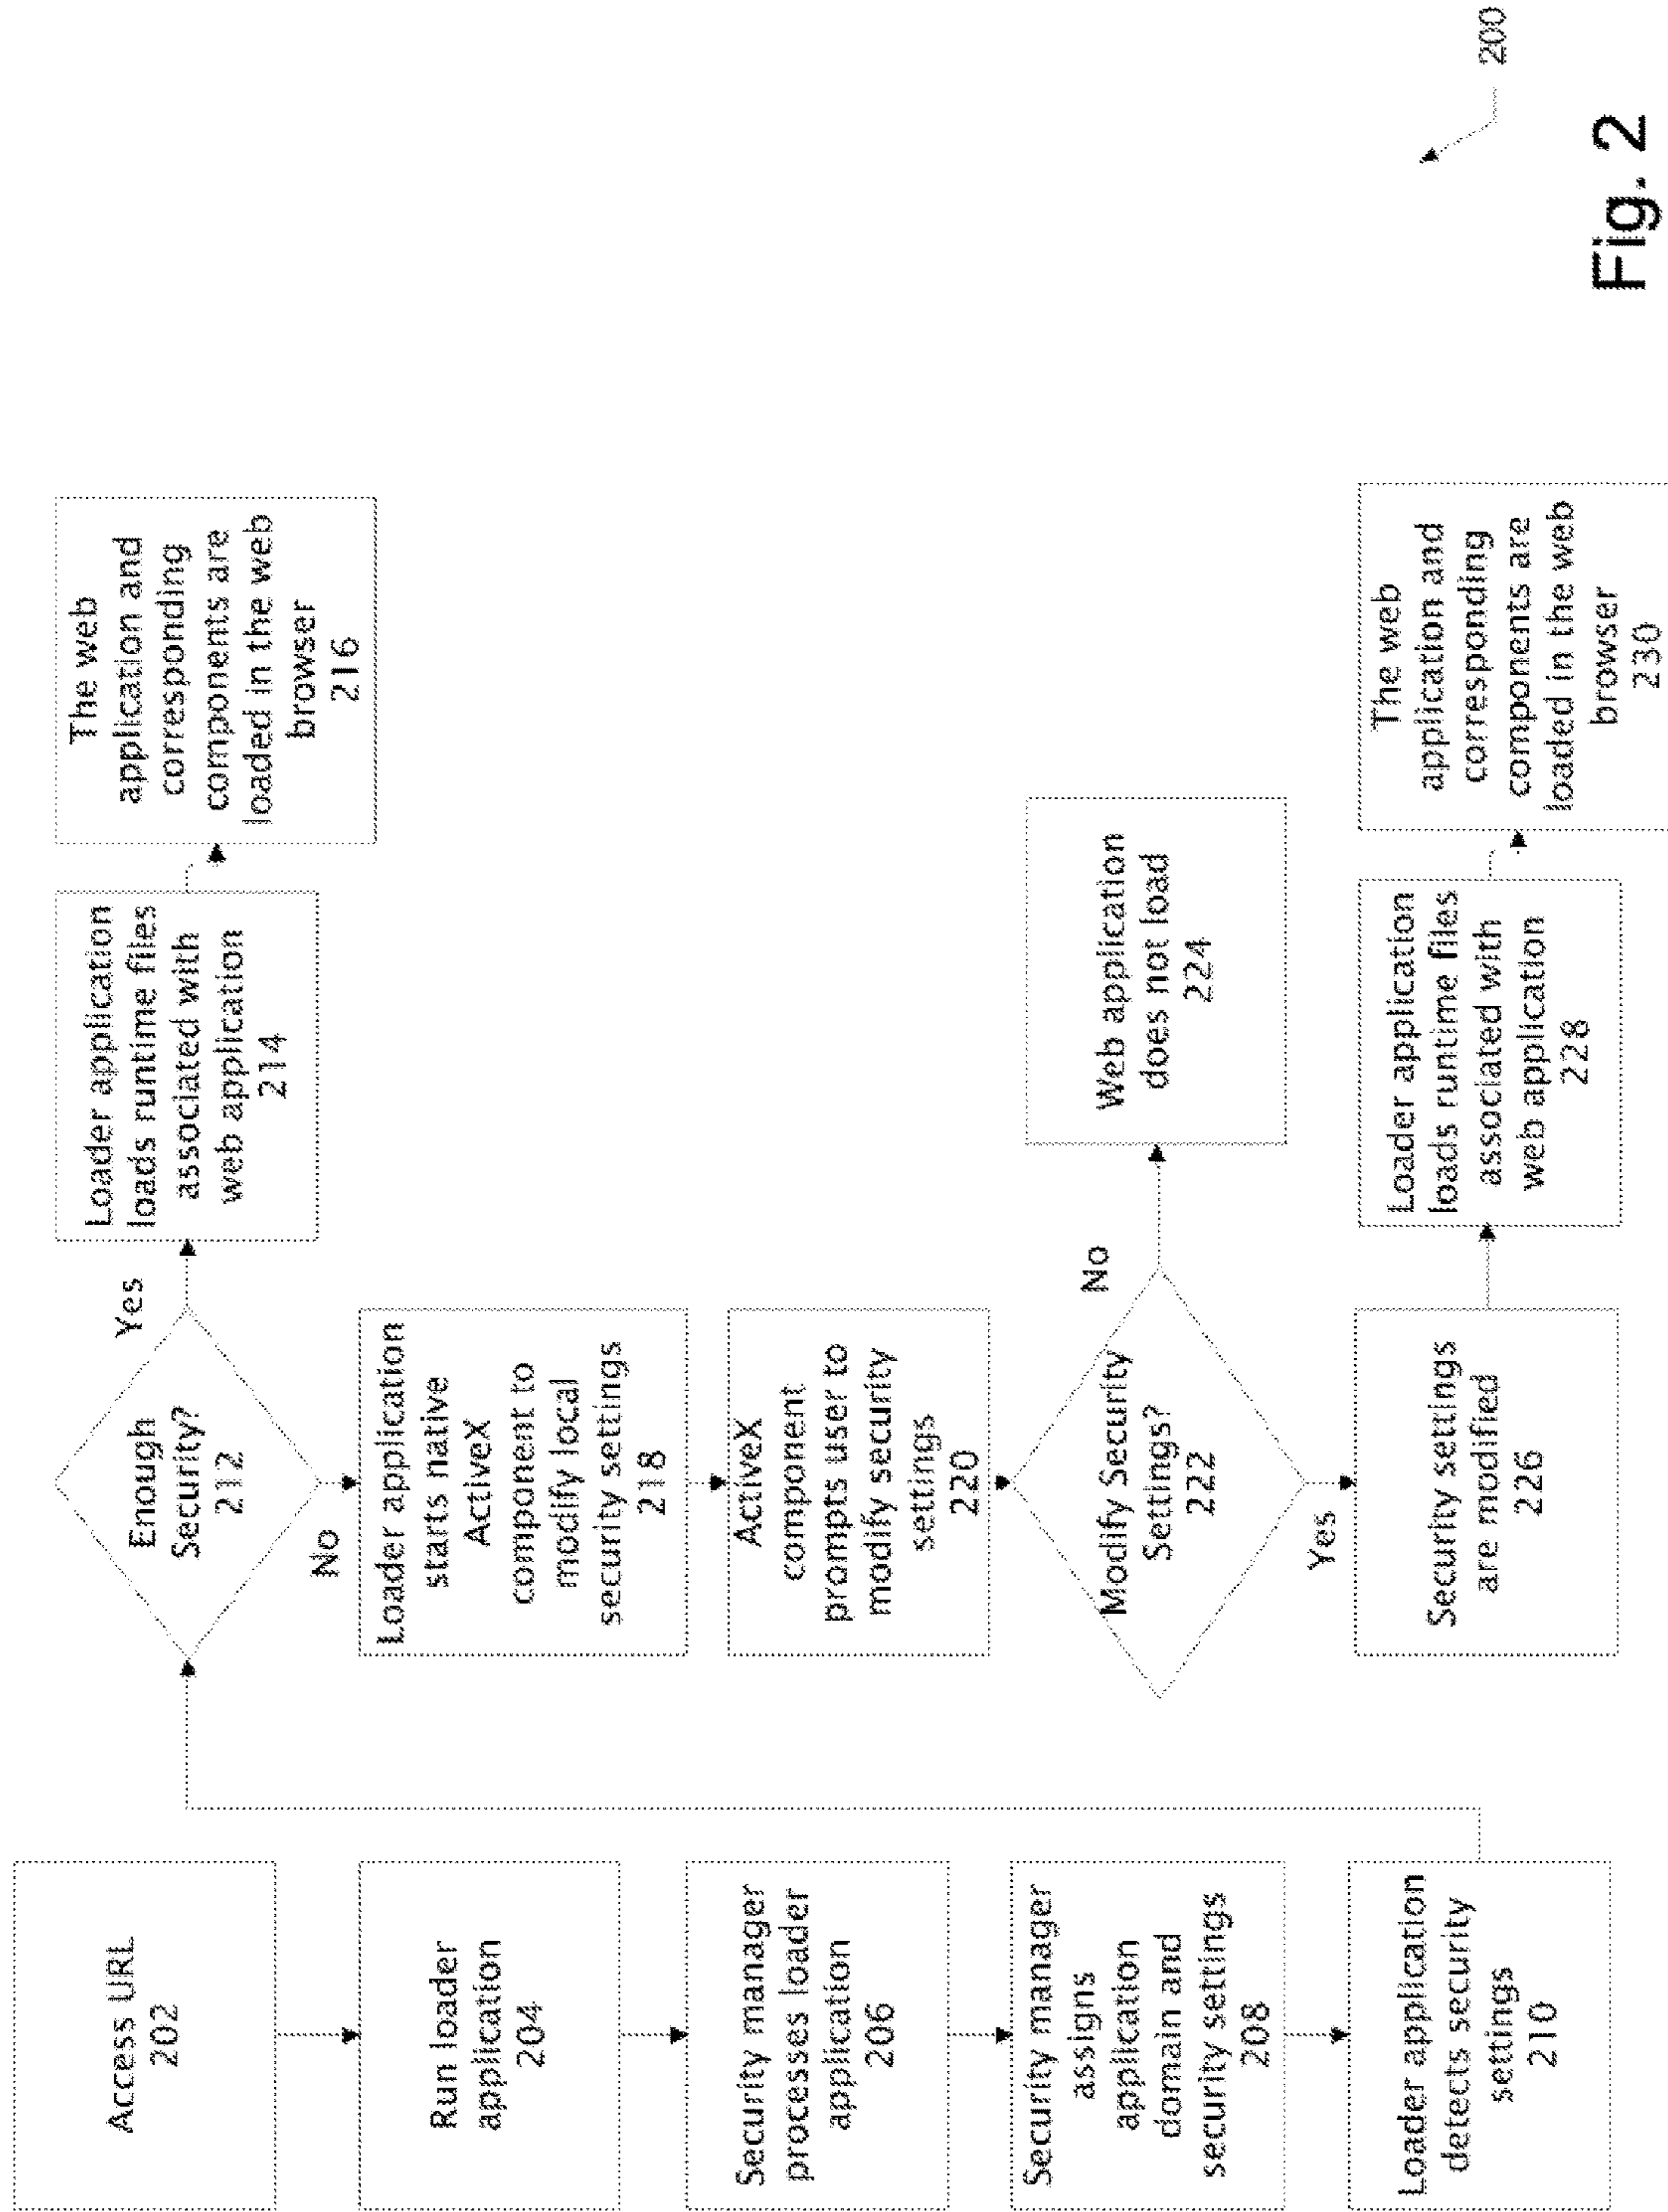 Access URL
202
Run loader
application
204
Security manager
processes loader
application
206
Security manager
assigns
application
domain and
security settings
208
Loader application
detects security
settings
210
Enough
Security?
212
Yes
No
Loader application
loads runtime files
associated with
web application
214
The web
application and
corresponding
components are
loaded in the web
browser
216
Loader application
starts native
ActiveX
component to
modify local
security settings
218
ActiveX
component
prompts user to
modify security
settings
220
Modify Security
Settings?
222
No
Yes
Web application
does not load
224
Security settings
are modified
226
Loader application
loads runtime files
associated with
web application
228
The web
application and
corresponding
components are
loaded in the web
browser
230
200
Fig. 2